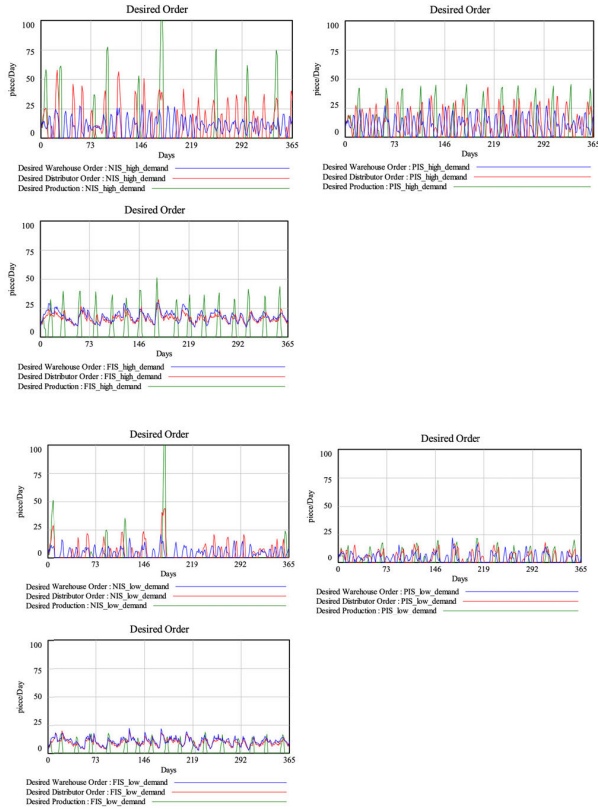 Desired Order
100
75
50
25
0
piece/Day
0 73 146 219 292 365
Days
Desired Warehouse Order : NIS_high_demand
Desired Distributor Order : NIS_high_demand
Desired Production : NIS_high_demand
Desired Order
100
75
50
25
0
piece/Day
0 73 146 219 292 365
Days
Desired Warehouse Order : PIS_high_demand
Desired Distributor Order : PIS_high_demand
Desired Production : PIS_high_demand
Desired Order
100
75
50
25
0
piece/Day
0 73 146 219 292 365
Days
Desired Warehouse Order : FIS_high_demand
Desired Distributor Order : FIS_high_demand
Desired Production : FIS_high_demand
Desired Order
100
75
50
25
0
piece/Day
0 73 146 219 292 365
Days
Desired Warehouse Order : NIS_low_demand
Desired Distributor Order : NIS_low_demand
Desired Production : NIS_low_demand
Desired Order
100
75
50
25
0
piece/Day
0 73 146 219 292 365
Days
Desired Warehouse Order : PIS_low_demand
Desired Distributor Order : PIS_low_demand
Desired Production : PIS_low_demand
Desired Order
100
75
50
25
0
piece/Day
0 73 146 219 292 365
Days
Desired Warehouse Order : FIS_low_demand
Desired Distributor Order : FIS_low_demand
Desired Production : FIS_low_demand